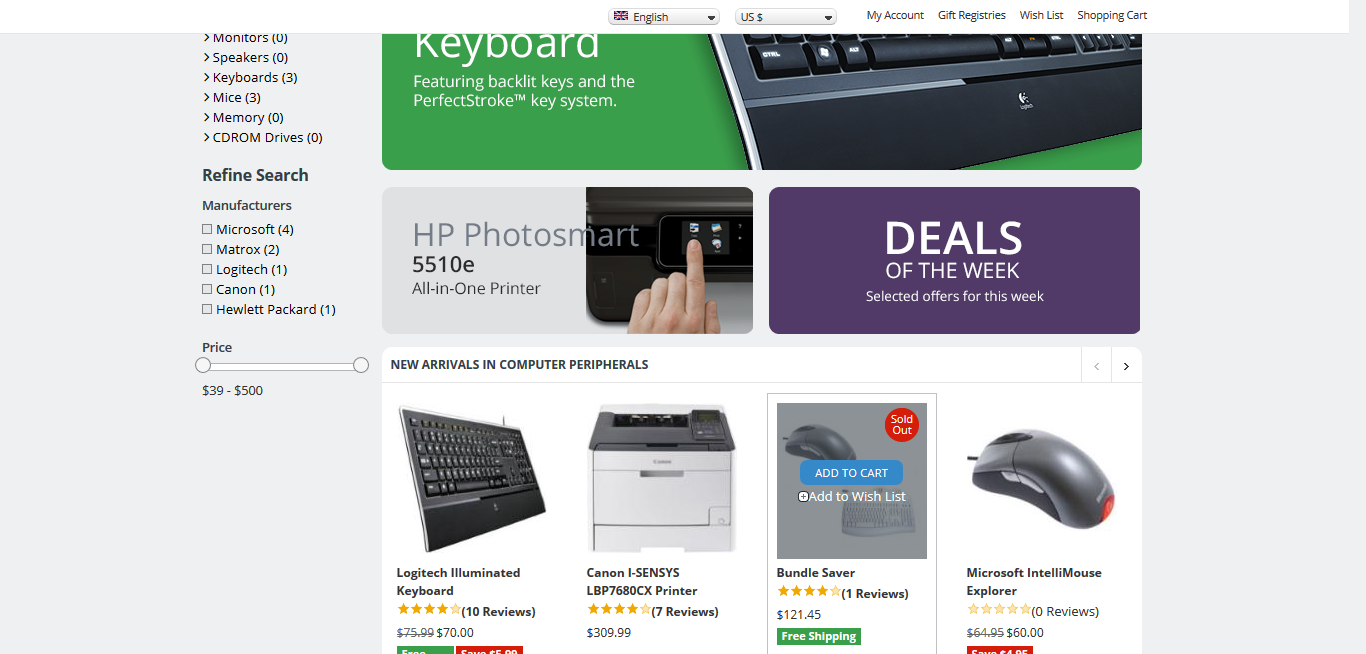 English
US $
My Account
Gift Registries
Wish List
Shopping Cart
Monitors (0)
Speakers (0)
Keyboards (3)
Mice (3)
Memory (0)
CDROM Drives (0)
Refine Search
Manufacturers
Microsoft (4)
Matrox (2)
Logitech (1)
Canon (1)
Hewlett Packard (1)
Price
$39 - $500
Keyboard
Featuring backlit keys and the
PerfectStroke™ key system.
CTRL
ALT
ALT
CTRL
Logitech
HP Photosmart
5510e
All-in-One Printer
DEALS
OF THE WEEK
Selected offers for this week
NEW ARRIVALS IN COMPUTER PERIPHERALS
Canon
Sold
Out
ADD TO CART
Add to Wish List
Logitech Illuminated
Keyboard
(10 Reviews)
$75.99 $70.00
Free
Save $5.99
Canon I-SENSYS
LBP7680CX Printer
(7 Reviews)
$309.99
Bundle Saver
(1 Reviews)
$121.45
Free Shipping
Microsoft IntelliMouse
Explorer
(0 Reviews)
$64.95 $60.00
Save $4.95